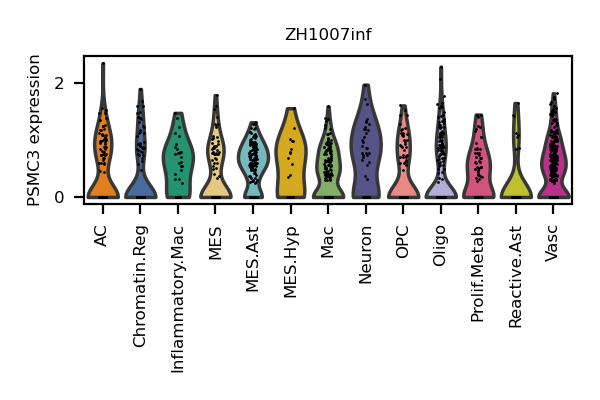 ZH1007inf
PSMC3 expression
2
0
AC
Chromatin.Reg
Inflammatory.Mac
MES
MES.Ast
MES.Hyp
Mac
Neuron
OPC
Oligo
Prolif.Metab
Reactive.Ast
Vasc